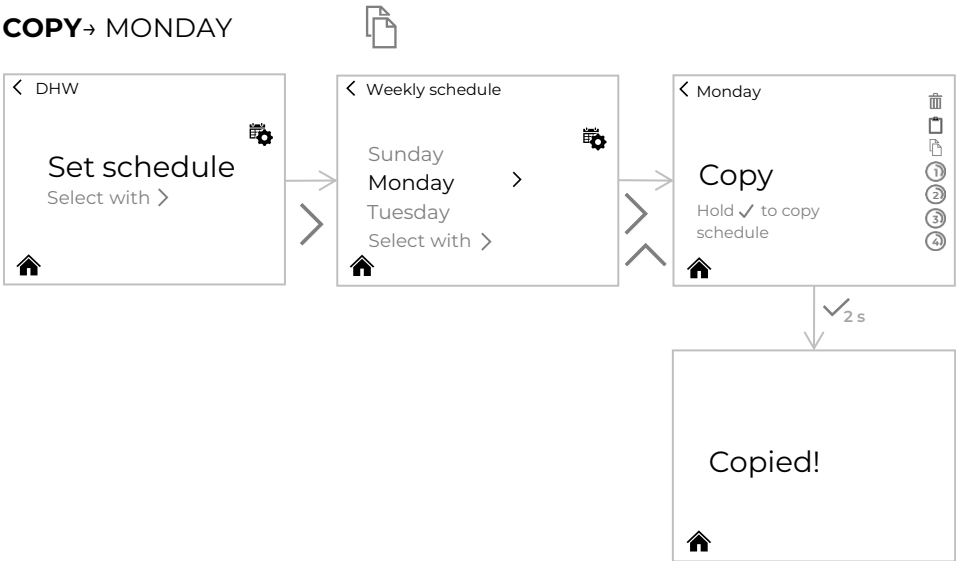 COPY→ MONDAY
DHW
Set schedule
Select with >
Weekly schedule
Sunday
Monday >
Tuesday
Select with >
Monday
Copy
Hold ✓ to copy
schedule
1
2
3
4
2 s
Copied!